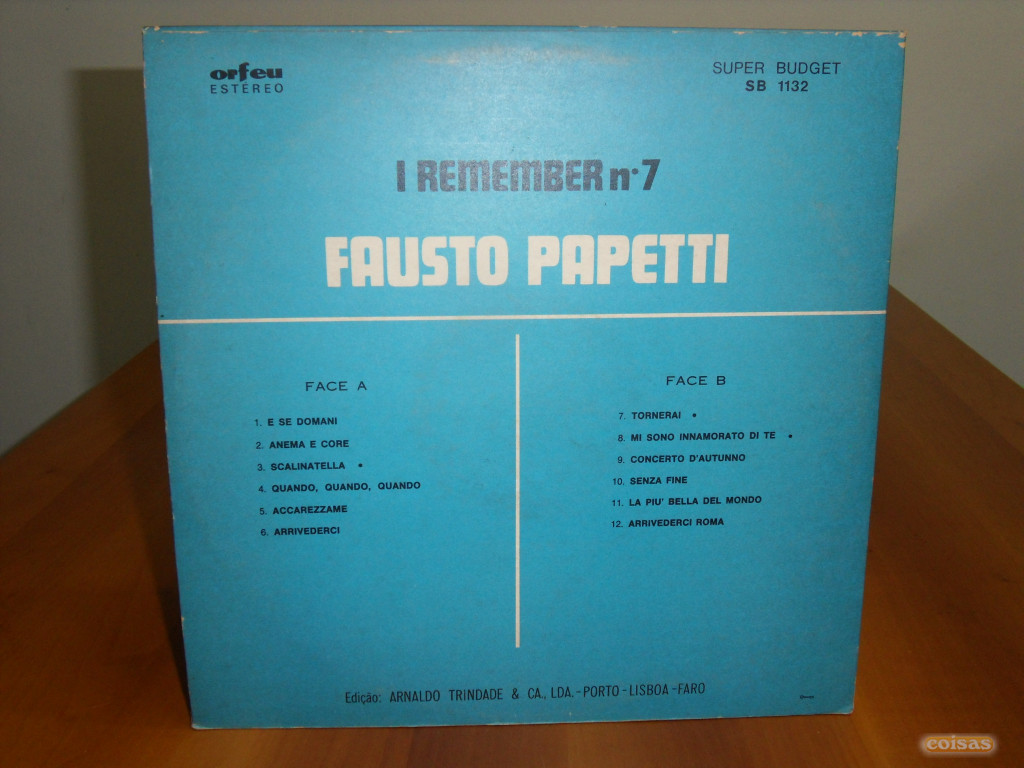 orfeu
ESTÉREO
SUPER BUDGET
SB 1132
I REMEMBER nº 7
FAUSTO PAPETTI
FACE A
1. E SE DOMANI
2. ANEMA E CORE
3. SCALINATELLA •
4. QUANDO, QUANDO, QUANDO
5. ACCAREZZAME
6. ARRIVEDERCI
FACE B
7. TORNERAI •
8. MI SONO INNAMORATO DI TE •
9. CONCERTO D'AUTUNNO
10. SENZA FINE
11. LA PIU' BELLA DEL MONDO
12. ARRIVEDERCI ROMA
Edição: ARNALDO TRINDADE & CA., LDA. - PORTO - LISBOA - FARO
coisas